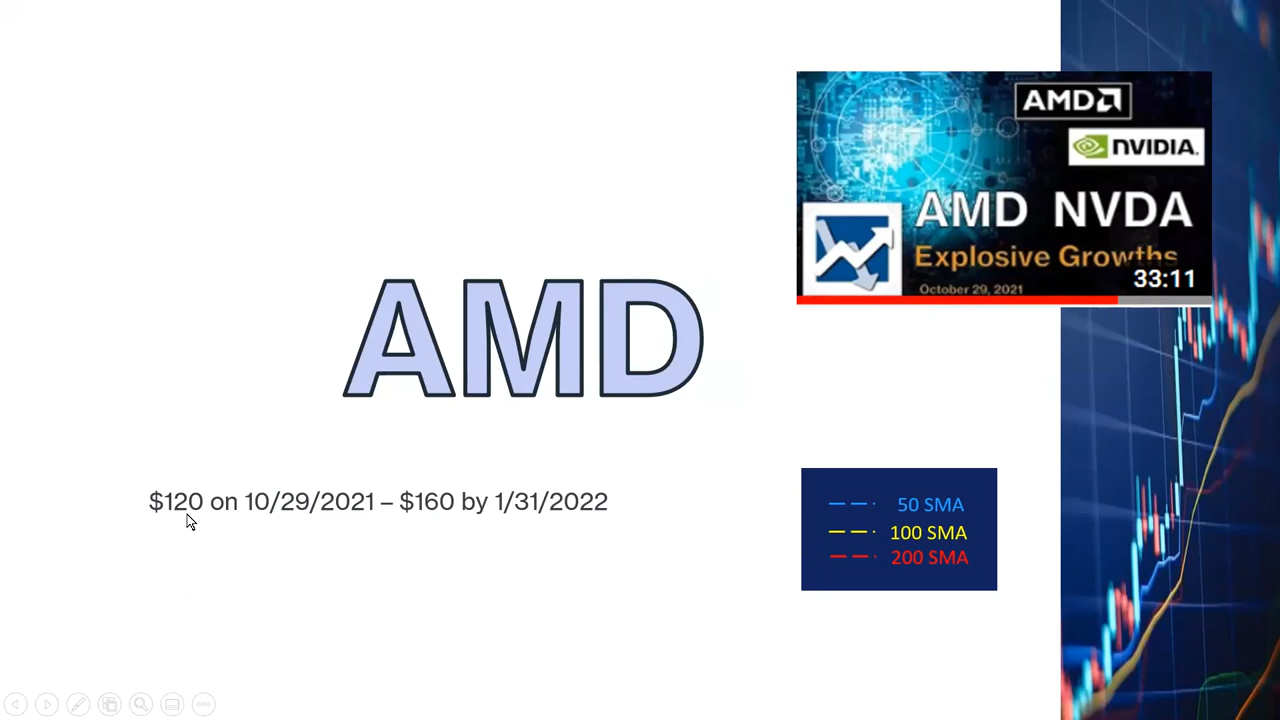 AMD
NVIDIA.
AMD NVDA
Explosive Growths
October 29, 2021
33:11
AMD
$120 on 10/29/2021 – $160 by 1/31/2022
50 SMA
100 SMA
200 SMA